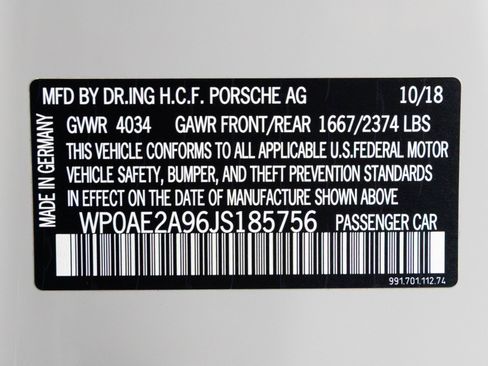 MFD BY DR.ING H.C.F. PORSCHE AG 10/18
GVWR 4034 GAWR FRONT/REAR 1667/2374 LBS
THIS VEHICLE CONFORMS TO ALL APPLICABLE U.S.FEDERAL MOTOR
VEHICLE SAFETY, BUMPER, AND THEFT PREVENTION STANDARDS
IN EFFECT ON THE DATE OF MANUFACTURE SHOWN ABOVE
WP0AE2A96JS185756 PASSENGER CAR
991.701.112.74
MADE IN GERMANY